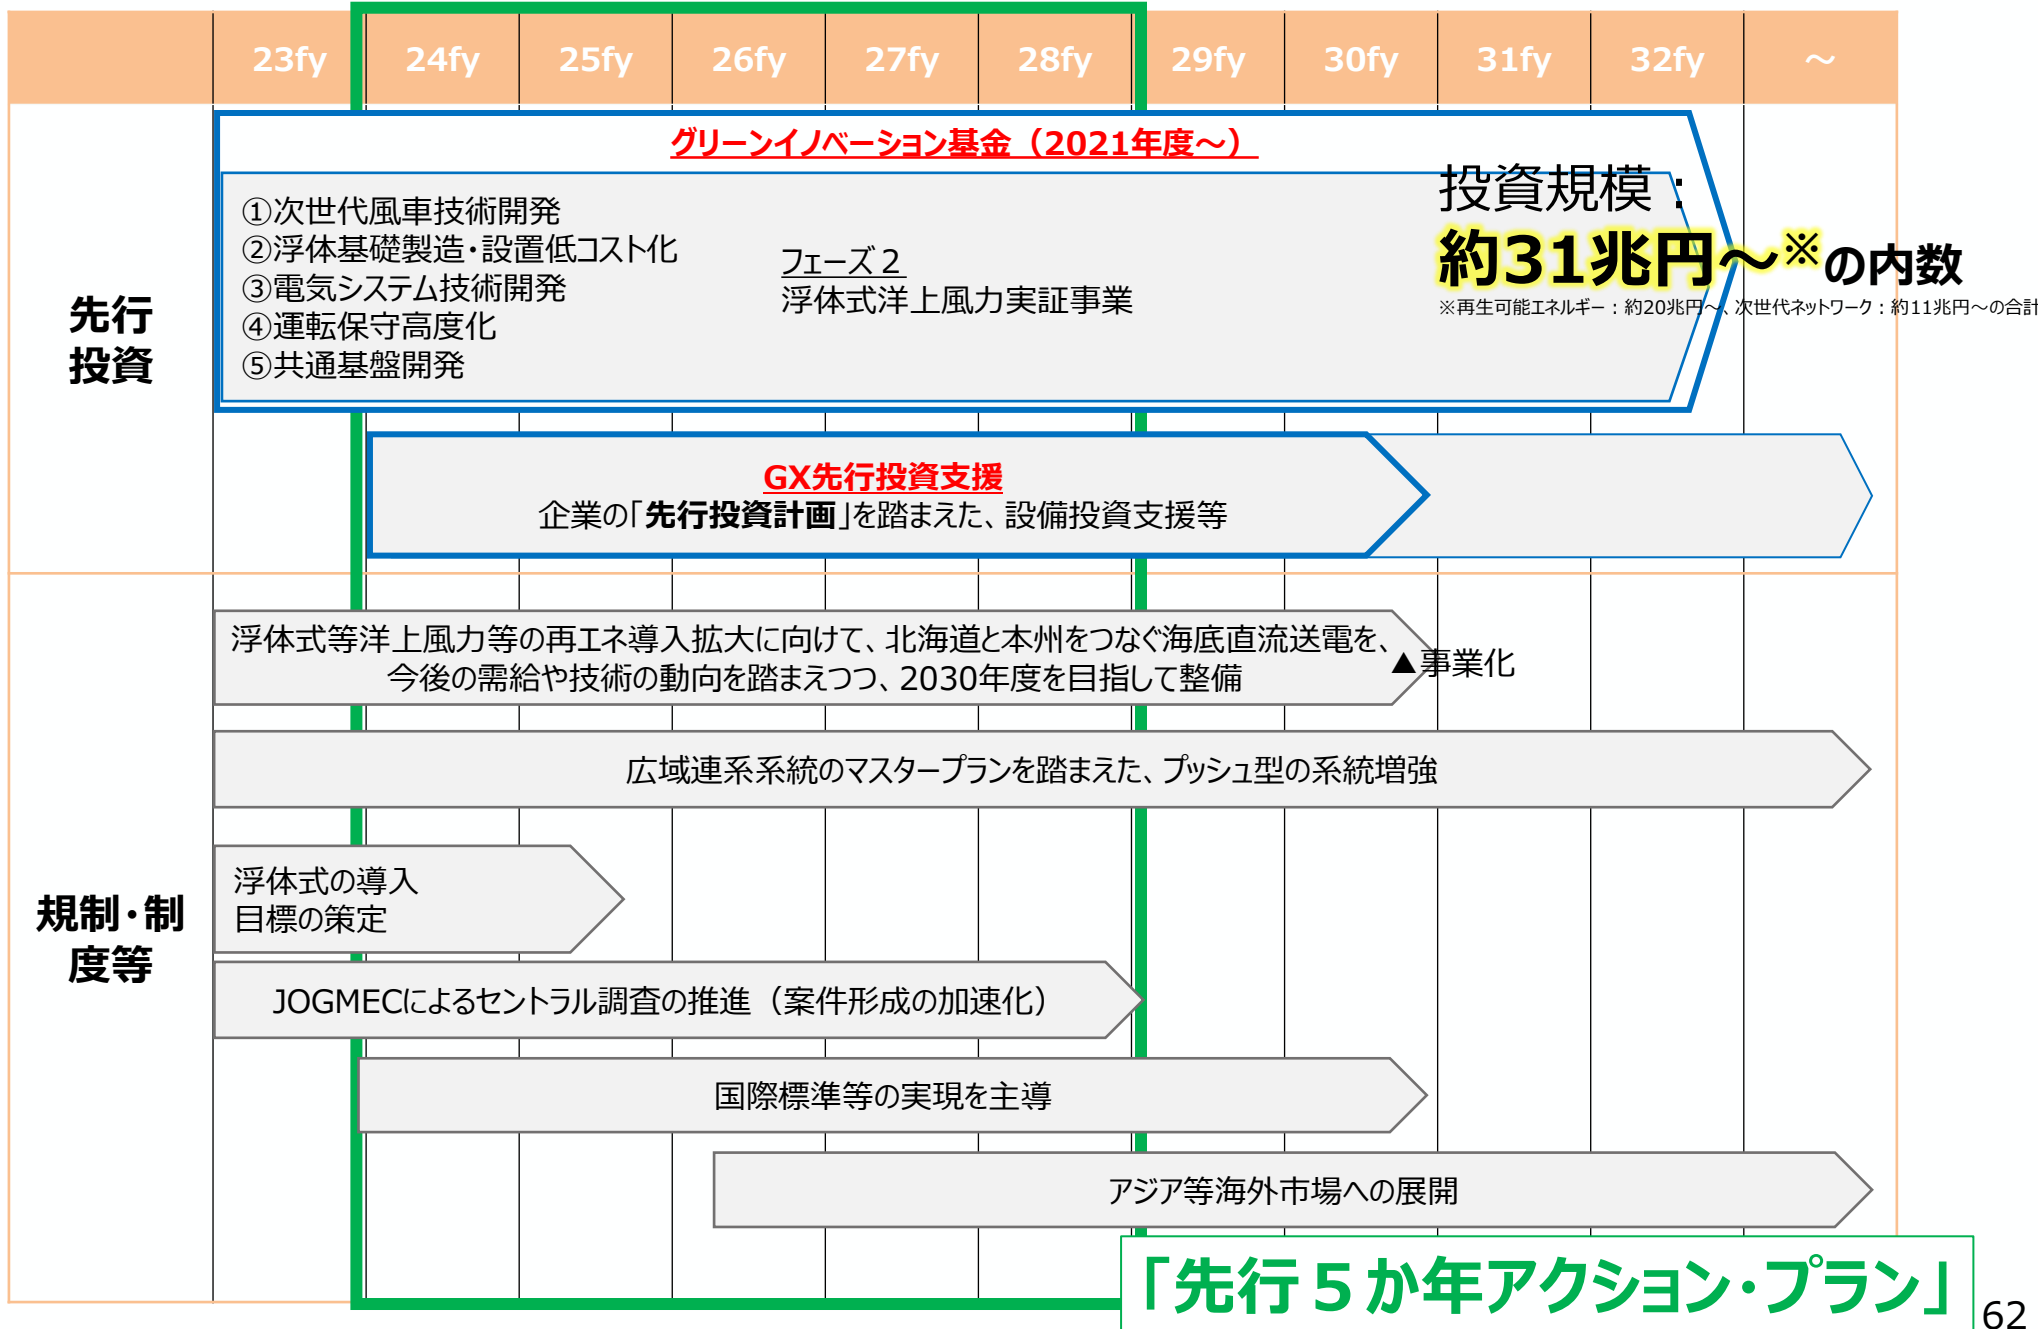 23fy 24fy 25fy 26fy 27fy 28fy 29fy 30fy 31fy 32fy ～
先行
投資
グリーンイノベーション基金（2021年度～）
①次世代風車技術開発
②浮体基礎製造・設置低コスト化
③電気システム技術開発
④運転保守高度化
⑤共通基盤開発
フェーズ２
浮体式洋上風力実証事業
投資規模：
約31兆円～※の内数
※再生可能エネルギー：約20兆円～、次世代ネットワーク：約11兆円～の合計
GX先行投資支援
企業の「先行投資計画」を踏まえた、設備投資支援等
規制・制
度等
浮体式等洋上風力等の再エネ導入拡大に向けて、北海道と本州をつなぐ海底直流送電を、
今後の需給や技術の動向を踏まえつつ、2030年度を目指して整備
▲事業化
広域連系系統のマスタープランを踏まえた、プッシュ型の系統増強
浮体式の導入
目標の策定
JOGMECによるセントラル調査の推進（案件形成の加速化）
国際標準等の実現を主導
アジア等海外市場への展開
「先行５か年アクション・プラン」
62